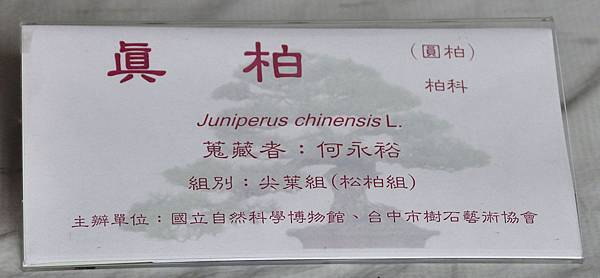 眞 柏 (圓柏)
柏科
Juniperus chinensis L.
蒐藏者：何永裕
組別：尖葉組(松柏組)
主辦單位：國立自然科學博物館、台中市樹石藝術協會